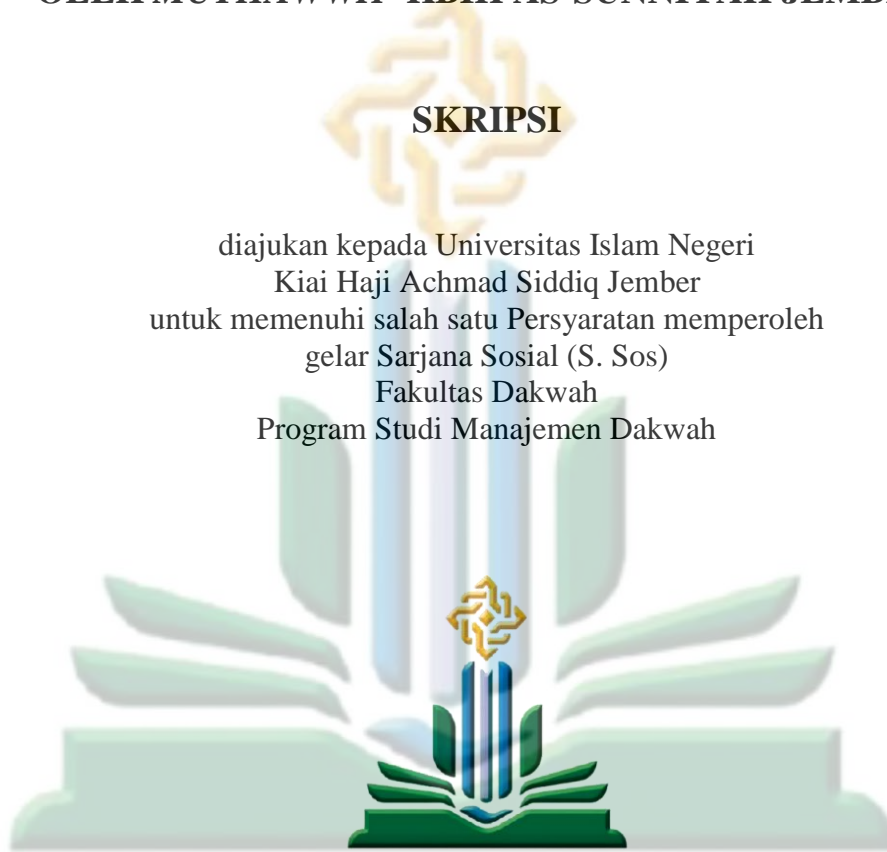 SKRIPSI
diajukan kepada Universitas Islam Negeri
Kiai Haji Achmad Siddiq Jember
untuk memenuhi salah satu Persyaratan memperoleh
gelar Sarjana Sosial (S. Sos)
Fakultas Dakwah
Program Studi Manajemen Dakwah